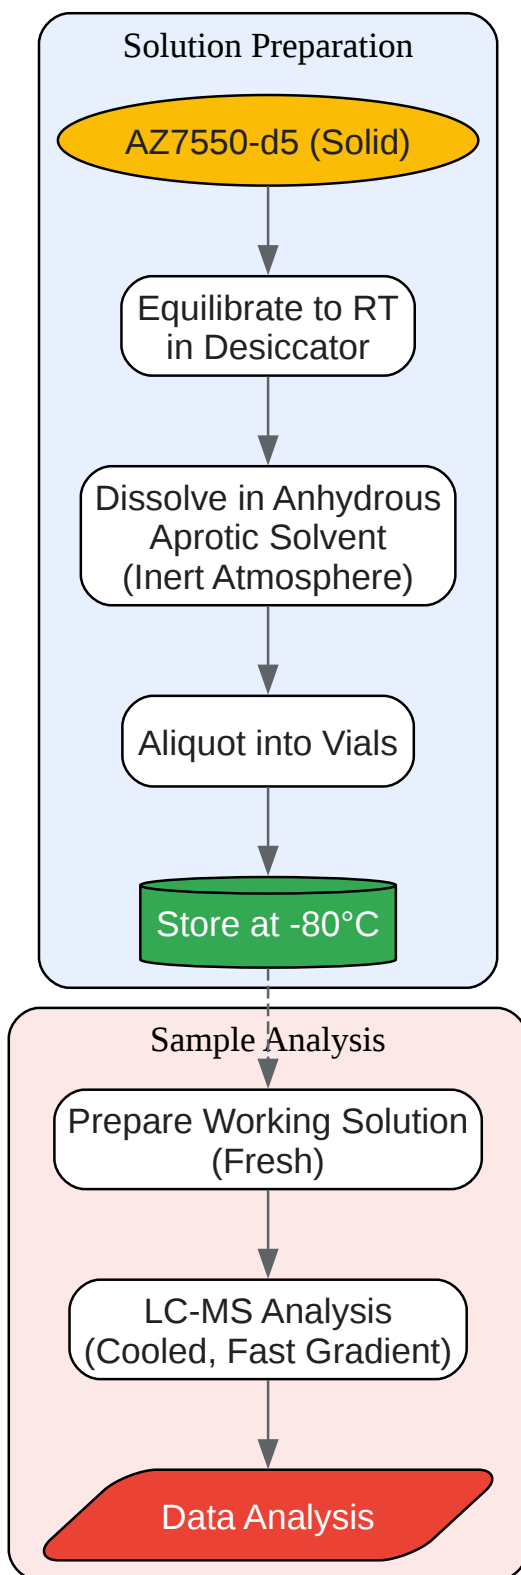 Solution Preparation
AZ7550-d5 (Solid)
Equilibrate to RT
in Desiccator
Dissolve in Anhydrous
Aprotic Solvent
(Inert Atmosphere)
Aliquot into Vials
Store at -80°C
Sample Analysis
Prepare Working Solution
(Fresh)
LC-MS Analysis
(Cooled, Fast Gradient)
Data Analysis